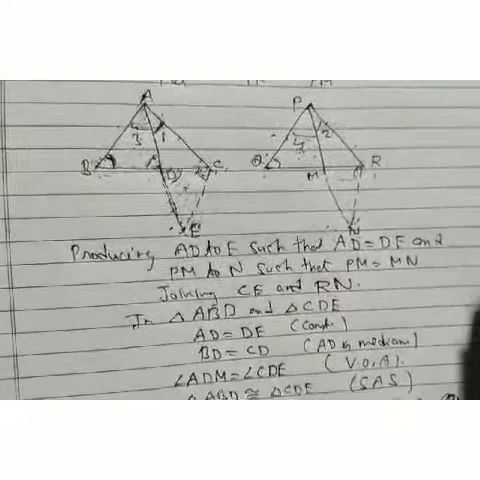 A
P
3
1
4
2
B
D
C
Q
M
R
E
N
Producing AD to E such that AD = DE and
PM to N such that PM = MN
Joining CE and RN.
In △ ABD and △CDE
AD = DE (Const.)
BD = CD (AD is median)
∠ADM = ∠CDE (V.O.A).
△ABD ≅ △CDE (SAS)